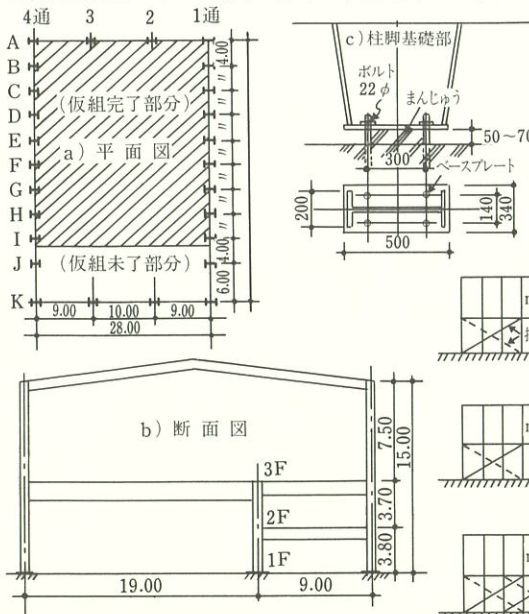 4通 3 2 1通
A
B
C
D
E
F
G
H
I
J
K
(仮組完了部分)
a) 平面図
(仮組未了部分)
4.00
〃
〃
〃
〃
〃
〃
〃
4.00
6.00
9.00 10.00 9.00
28.00
c) 柱脚基礎部
ボルト
22φ
まんじゅう
50~70
300
ベースプレート
200
140
340
500
b) 断面図
3F
2F
1F
7.50
3.70
3.80
15.00
19.00 9.00